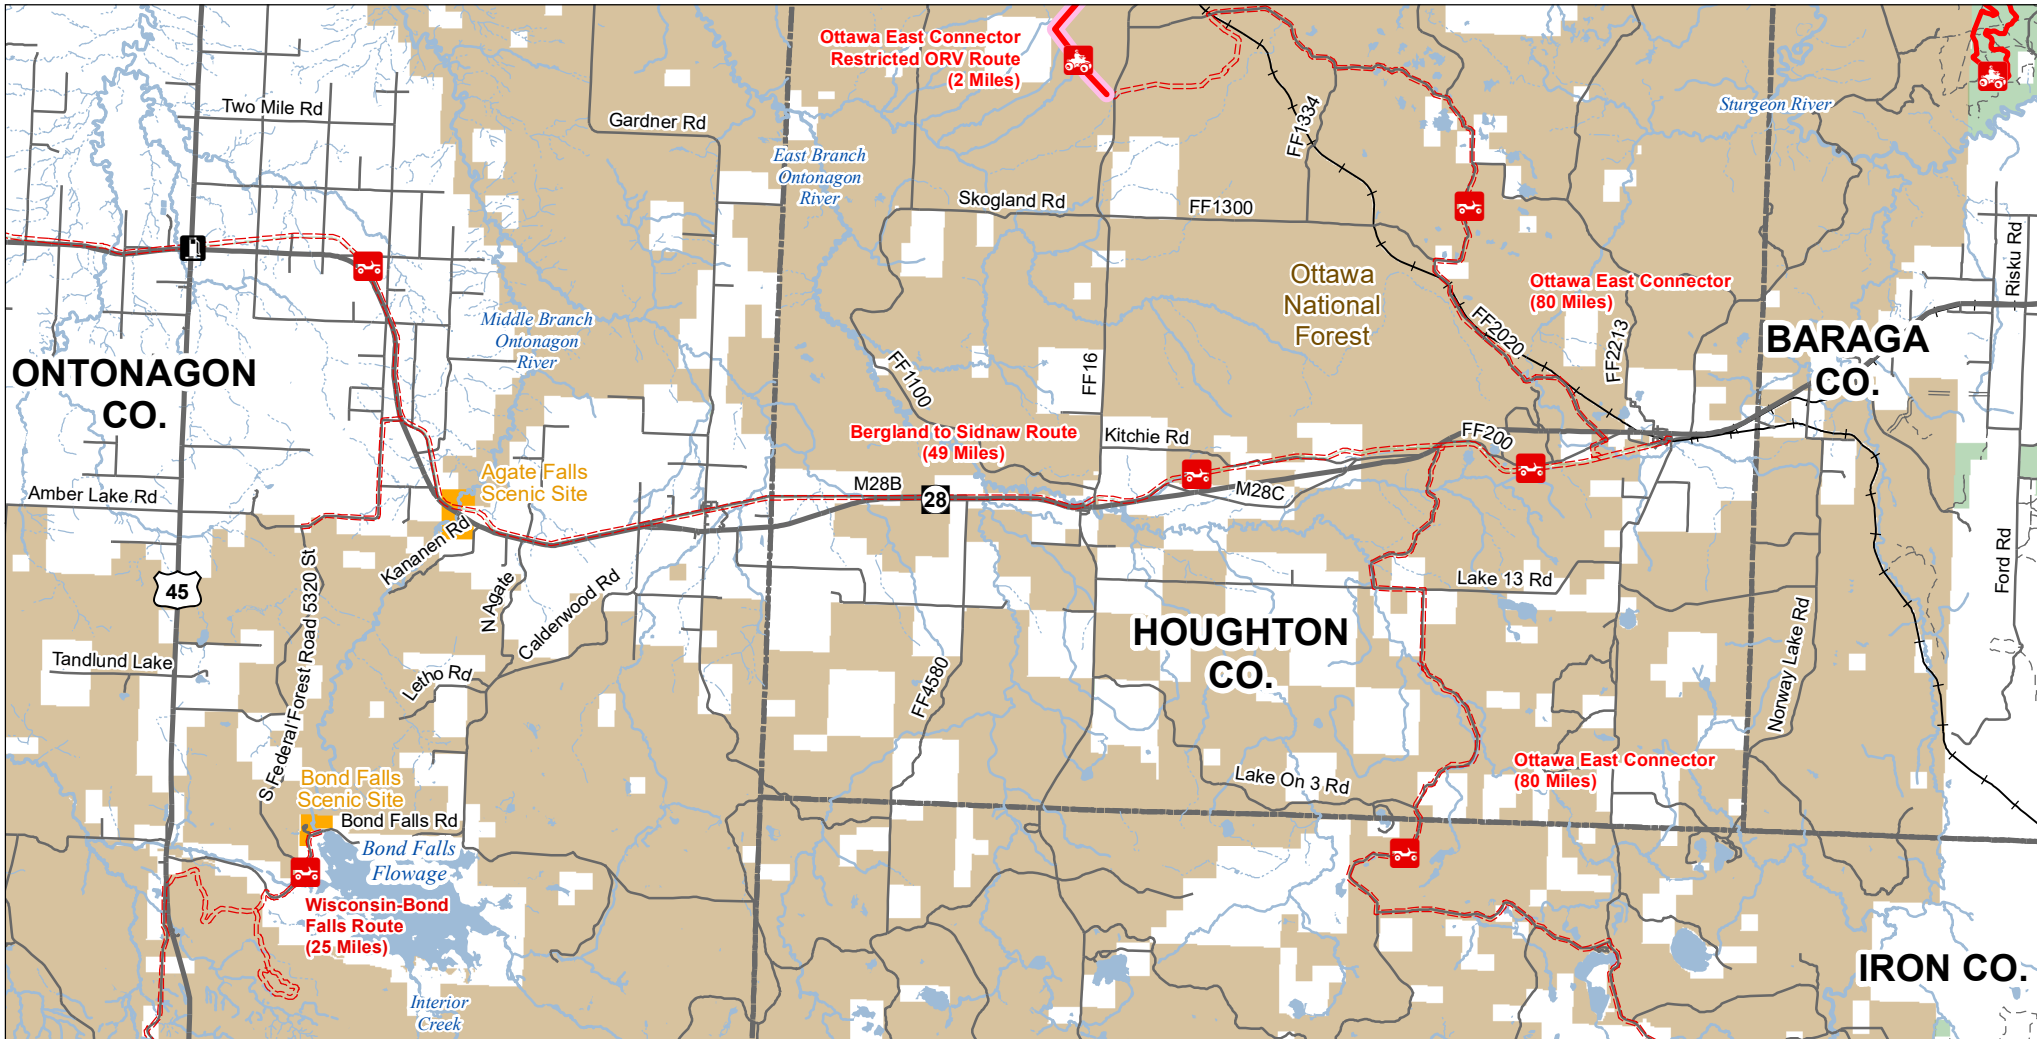 Ottawa East Connector
Restricted ORV Route
(2 Miles)
Two Mile Rd
Gardner Rd
FF1334
Sturgeon River
East Branch
Ontonagon
River
Skogland Rd
FF1300
Risku Rd
Ottawa
National
Forest
Ottawa East Connector
(80 Miles)
Middle Branch
Ontonagon
River
FF2020
FF2213
BARAGA
CO.
ONTONAGON
CO.
FF1100
FF16
Bergland to Sidnaw Route
(49 Miles)
Kitchie Rd
FF200
Agate Falls
Scenic Site
Amber Lake Rd
M28B
28
M28C
Kananen Rd
45
S Federal Forest Road 5320 St
N Agate
Calderwood Rd
Lake 13 Rd
Ford Rd
HOUGHTON
CO.
Tandlund Lake
Letho Rd
FF4580
Norway Lake Rd
Bond Falls
Scenic Site
Bond Falls Rd
Lake On 3 Rd
Ottawa East Connector
(80 Miles)
Bond Falls
Flowage
Wisconsin-Bond
Falls Route
(25 Miles)
Interior
Creek
IRON CO.